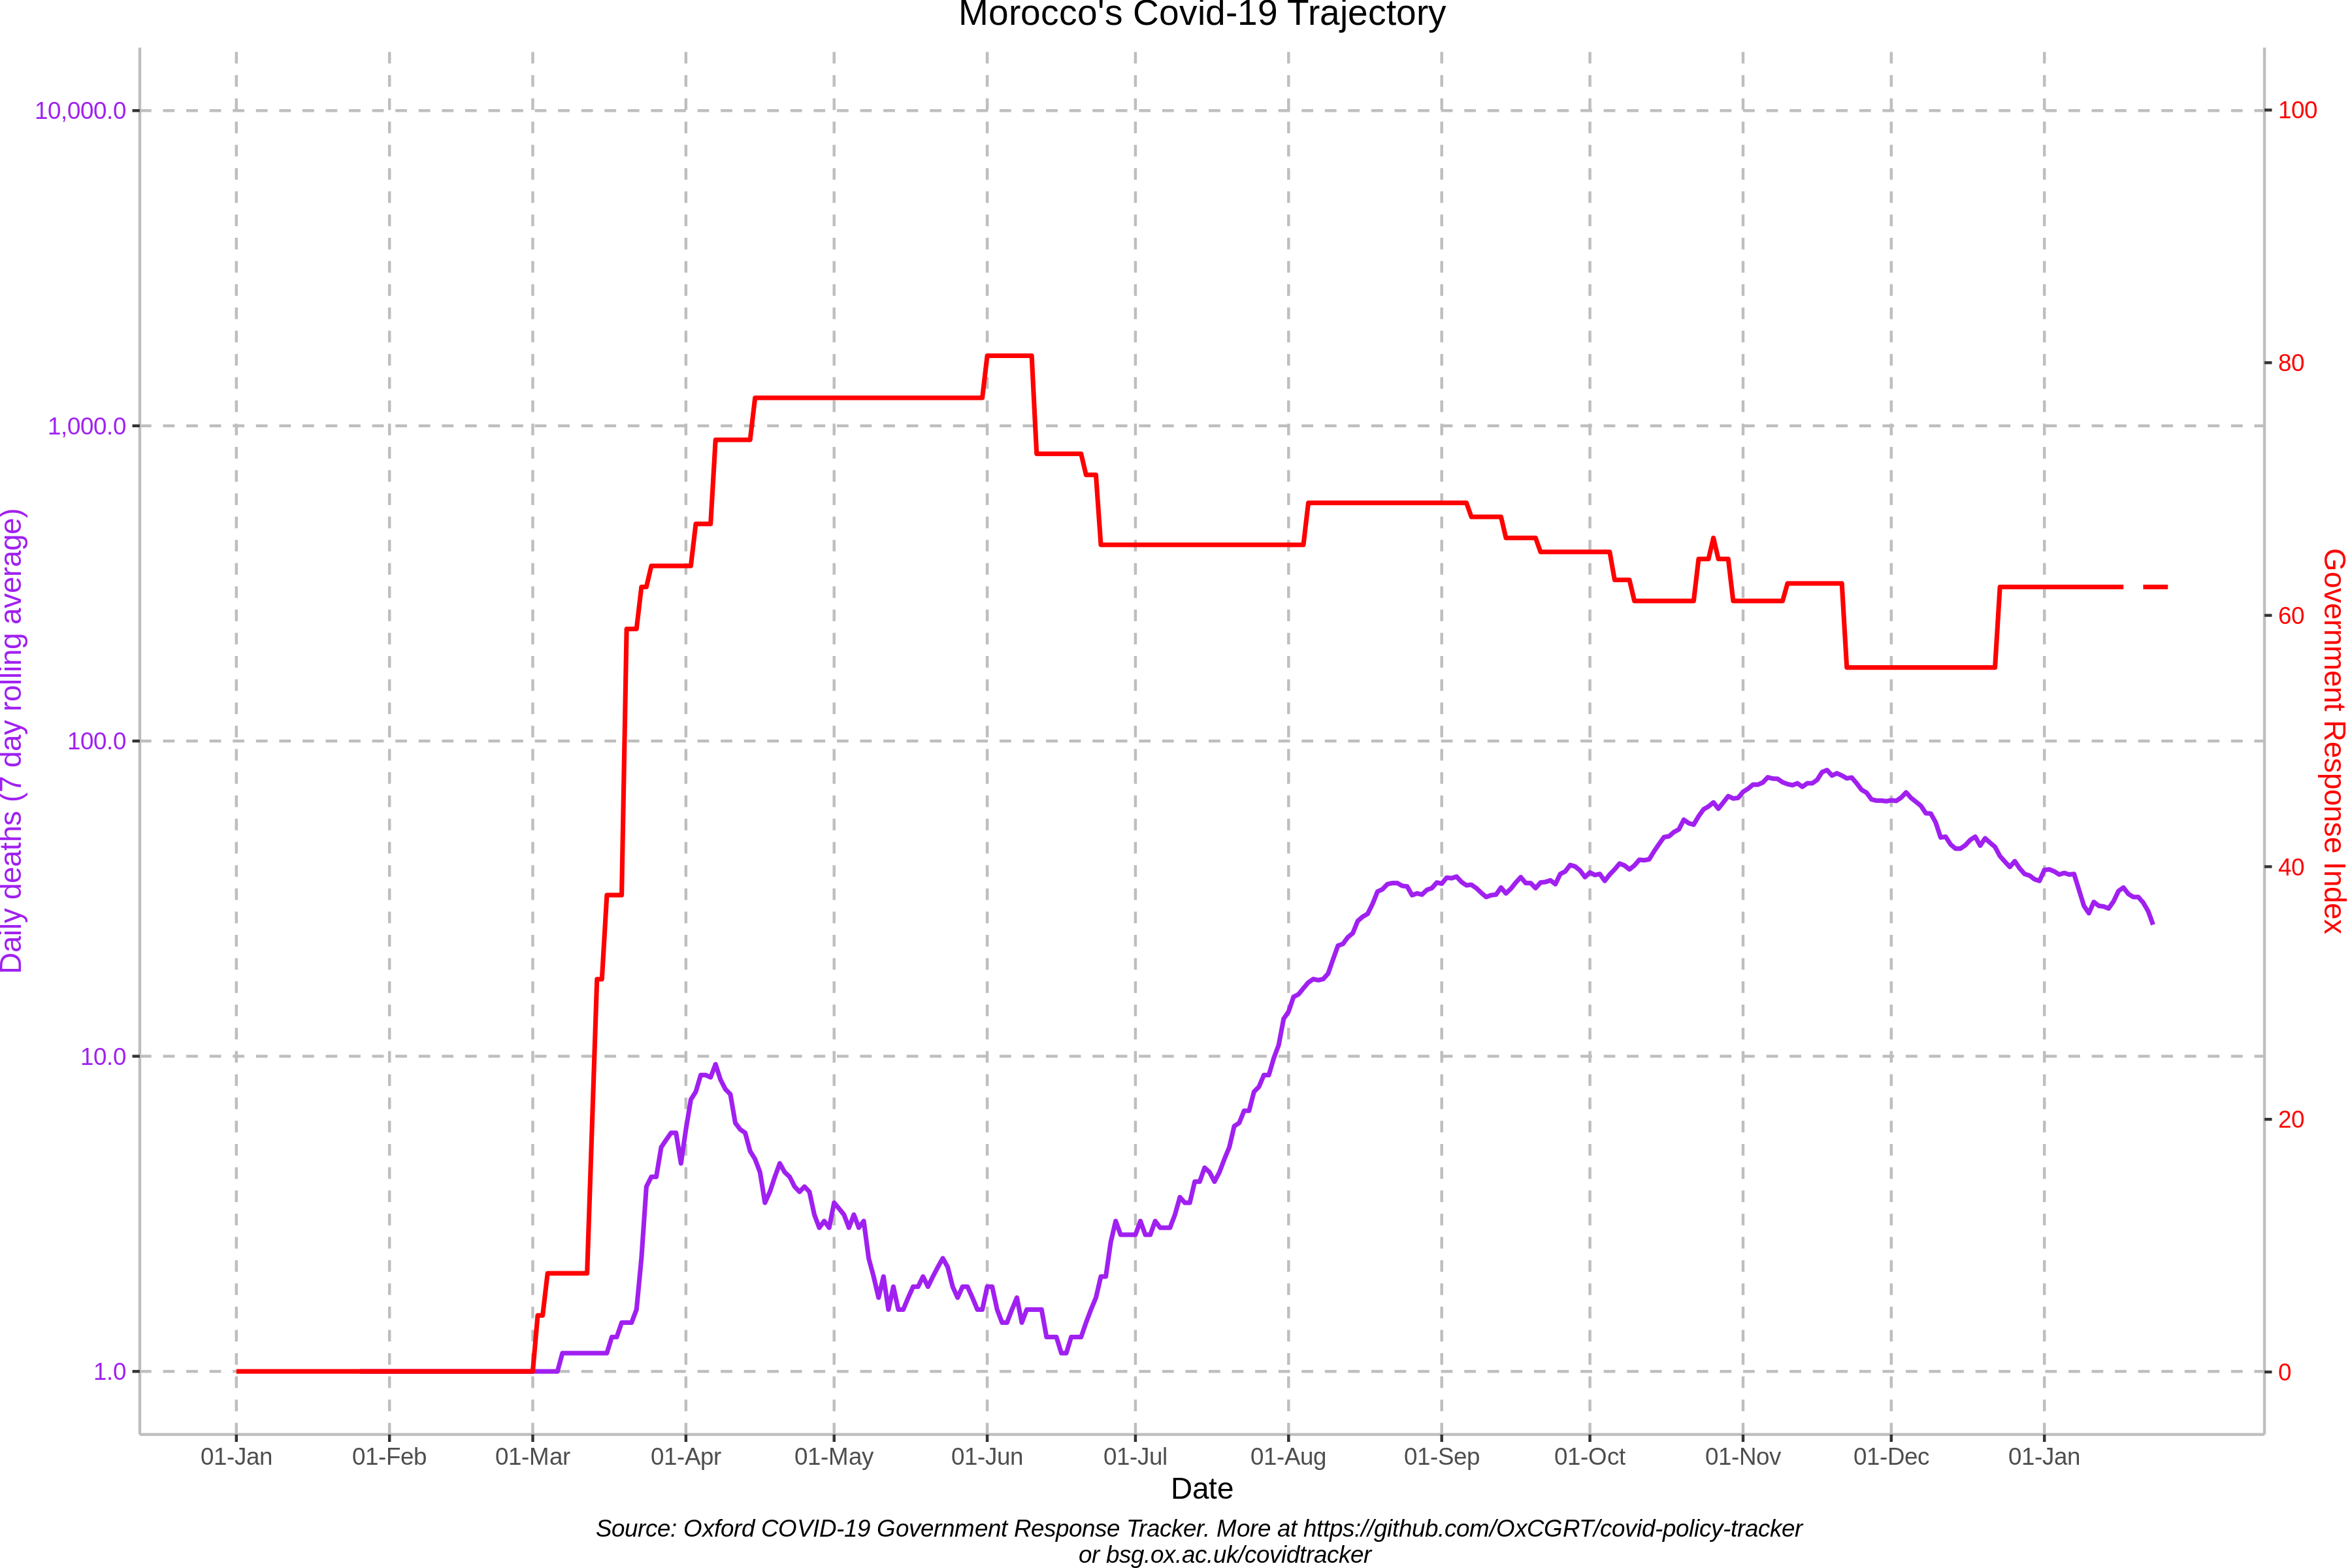 Morocco's Covid-19 Trajectory
10,000.0
1,000.0
100.0
10.0
1.0
Daily deaths (7 day rolling average)
100
80
60
40
20
0
Government Response Index
01-Jan 01-Feb 01-Mar 01-Apr 01-May 01-Jun 01-Jul 01-Aug 01-Sep 01-Oct 01-Nov 01-Dec 01-Jan
Date
Source: Oxford COVID-19 Government Response Tracker. More at https://github.com/OxCGRT/covid-policy-tracker
or bsg.ox.ac.uk/covidtracker